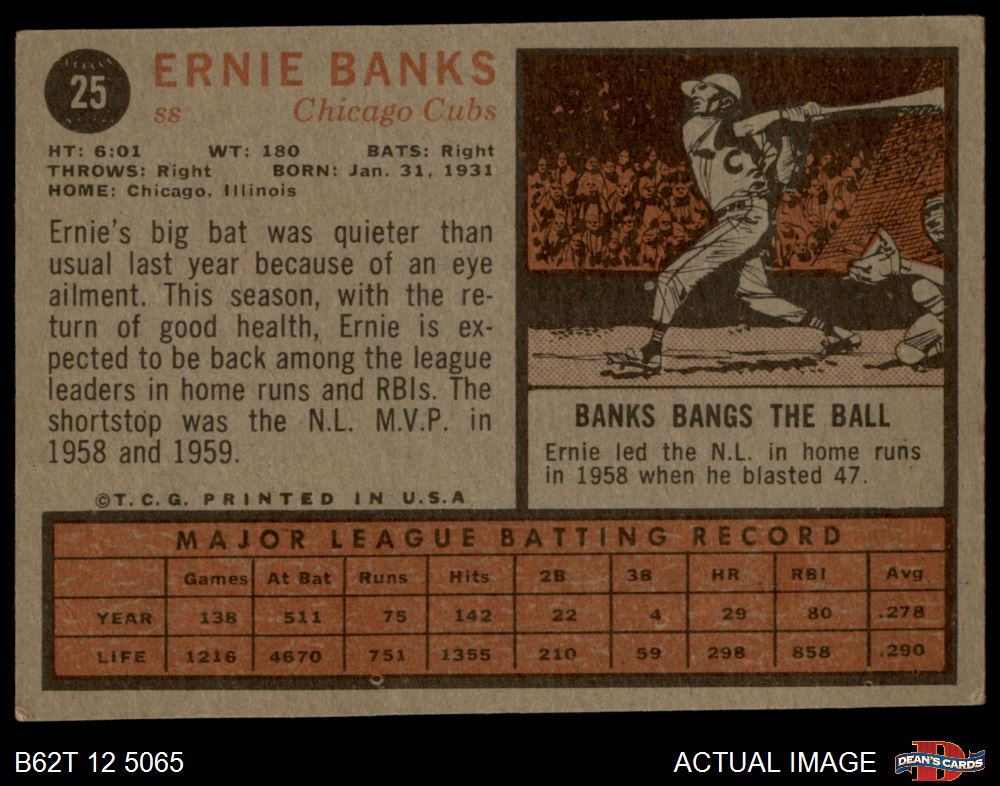 25
ERNIE BANKS
SS Chicago Cubs
HT: 6:01 WT: 180 BATS: Right
THROWS: Right BORN: Jan. 31, 1931
HOME: Chicago, Illinois
Ernie's big bat was quieter than
usual last year because of an eye
ailment. This season, with the re-
turn of good health, Ernie is ex-
pected to be back among the league
leaders in home runs and RBIs. The
shortstop was the N.L. M.V.P. in
1958 and 1959.
©T. C. G. PRINTED IN U.S.A
C
BANKS BANGS THE BALL
Ernie led the N.L. in home runs
in 1958 when he blasted 47.
MAJOR LEAGUE BATTING RECORD
Games At Bat Runs Hits 2B 3B HR RBI Avg
YEAR 138 511 75 142 22 4 29 80 .278
LIFE 1216 4670 751 1355 210 59 298 858 .290
B62T 12 5065
ACTUAL IMAGE
D
DEAN'S CARDS